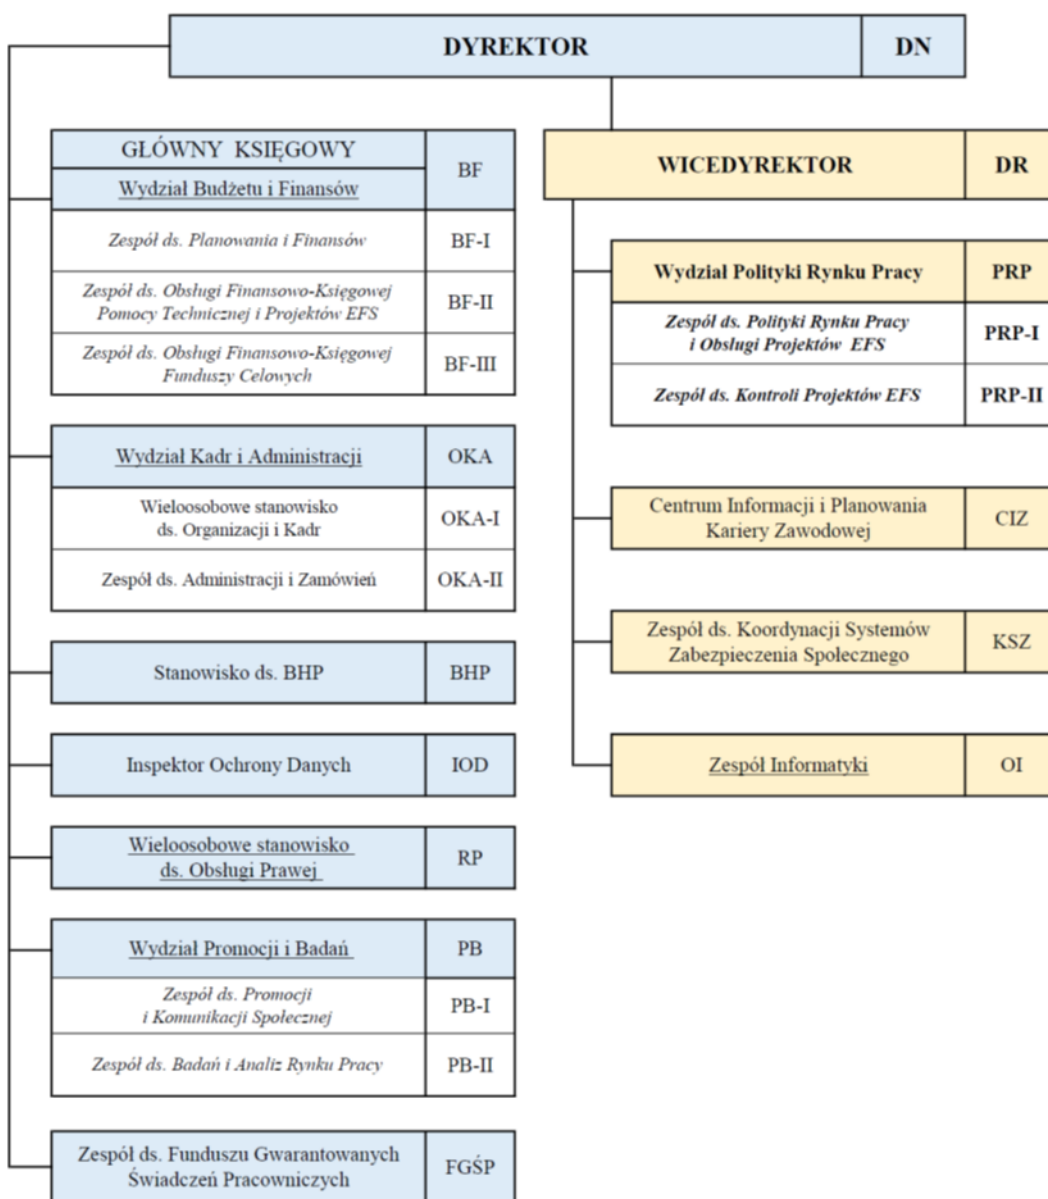 DYREKTOR DN
GŁÓWNY KSIĘGOWY
BF
Wydział Budżetu i Finansów
Zespół ds. Planowania i Finansów BF-I
Zespół ds. Obsługi Finansowo-Księgowej
Pomocy Technicznej i Projektów EFS
BF-II
Zespół ds. Obsługi Finansowo-Księgowej
Funduszy Celowych
BF-III
Wydział Kadr i Administracji OKA
Wieloosobowe stanowisko
ds. Organizacji i Kadr
OKA-I
Zespół ds. Administracji i Zamówień OKA-II
Stanowisko ds. BHP BHP
Inspektor Ochrony Danych IOD
Wieloosobowe stanowisko
ds. Obsługi Prawej
RP
Wydział Promocji i Badań PB
Zespół ds. Promocji
i Komunikacji Społecznej
PB-I
Zespół ds. Badań i Analiz Rynku Pracy PB-II
Zespół ds. Funduszu Gwarantowanych
Świadczeń Pracowniczych
FGŚP
WICEDYREKTOR DR
Wydział Polityki Rynku Pracy PRP
Zespól ds. Polityki Rynku Pracy
i Obsługi Projektów EFS
PRP-I
Zespół ds. Kontroli Projektów EFS PRP-II
Centrum Informacji i Planowania
Kariery Zawodowej
CIZ
Zespół ds. Koordynacji Systemów
Zabezpieczenia Społecznego
KSZ
Zespół Informatyki OI